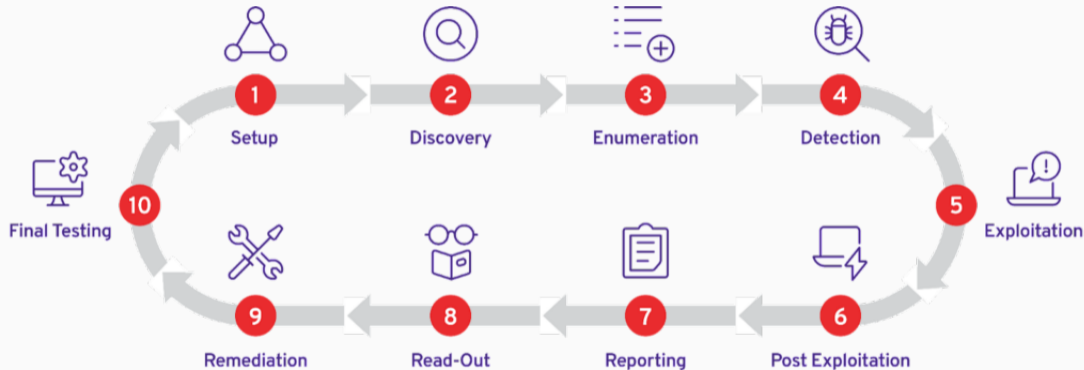 1
Setup
2
Discovery
3
Enumeration
4
Detection
5
Exploitation
6
Post Exploitation
7
Reporting
8
Read-Out
9
Remediation
10
Final Testing